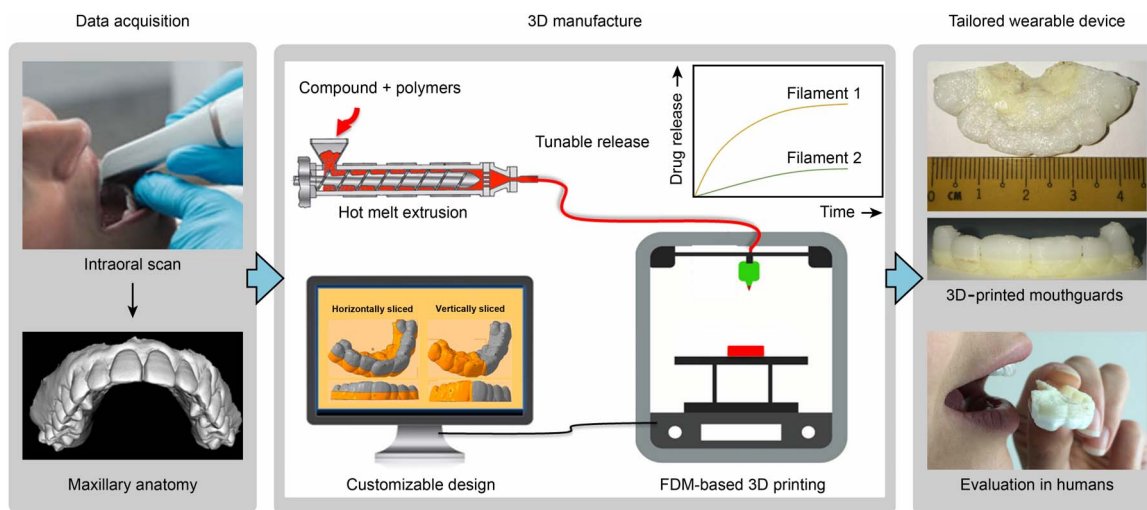 Data acquisition
Intraoral scan
Maxillary anatomy
3D manufacture
Compound + polymers
Hot melt extrusion
Tunable release
Drug release
Filament 1
Filament 2
Time
Horizontally sliced
Vertically sliced
Customizable design
FDM-based 3D printing
Tailored wearable device
0 CM 1 2 3 4
3D-printed mouthguards
Evaluation in humans